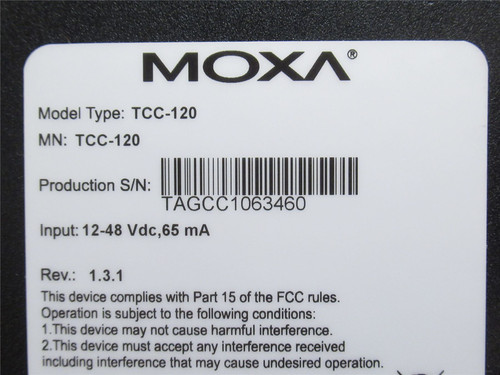 MOXA®
Model Type: TCC-120
MN: TCC-120
Production S/N:
TAGCC1063460
Input: 12-48 Vdc,65 mA
Rev.: 1.3.1
This device complies with Part 15 of the FCC rules.
Operation is subject to the following conditions:
1.This device may not cause harmful interference.
2.This device must accept any interference received
including interference that may cause undesired operation.